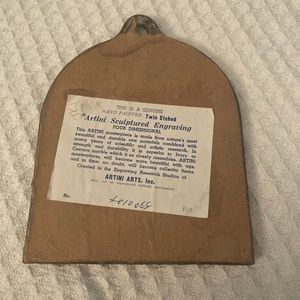 THIS IS A GENUINE
HAND PAINTED Twin Etched
"Artini Sculptured Engraving
FOUR DIMENSIONAL
This ARTINI masterpiece is made from nature's most
beautiful and durable raw materials combined with
many years of scientific and artistic research. In
strength and durability it is superior to Ivory or
Carrara marble which it so closely resembles. ARTINI
masterpieces will become more beautiful with age,
and in time, no doubt, will become collector items.
Created in the Engraving Research Studios of
ARTINI ARTS, Inc.
No.